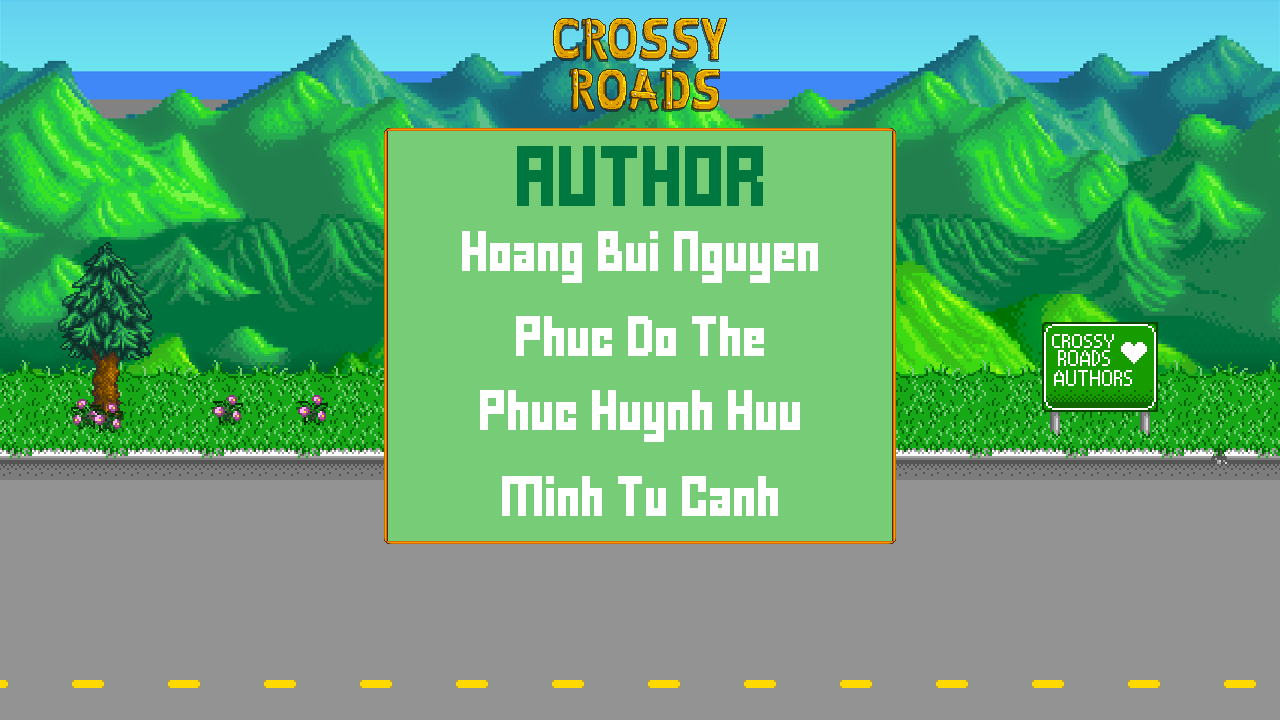 CROSSY
ROADS
AUTHOR
Hoang Bui Nguyen
Phuc Do The
Phuc Huynh Huu
Minh Tu Canh
CROSSY
ROADS
AUTHORS